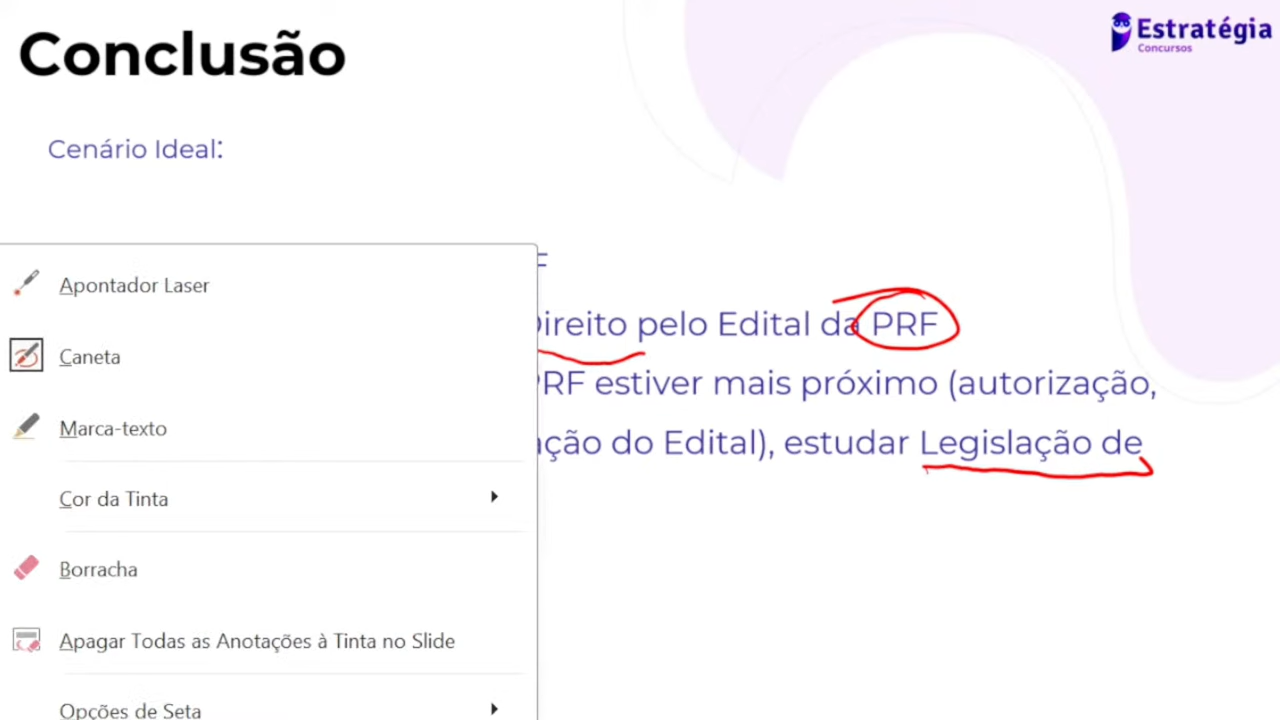 Conclusão
Estratégia
Concursos
Cenário Ideal:
Apontador Laser
Caneta
Marca-texto
Cor da Tinta
Borracha
Apagar Todas as Anotações à Tinta no Slide
Opções de Seta
Direito pelo Edital da PRF
PRF estiver mais próximo (autorização,
do Edital), estudar Legislação de